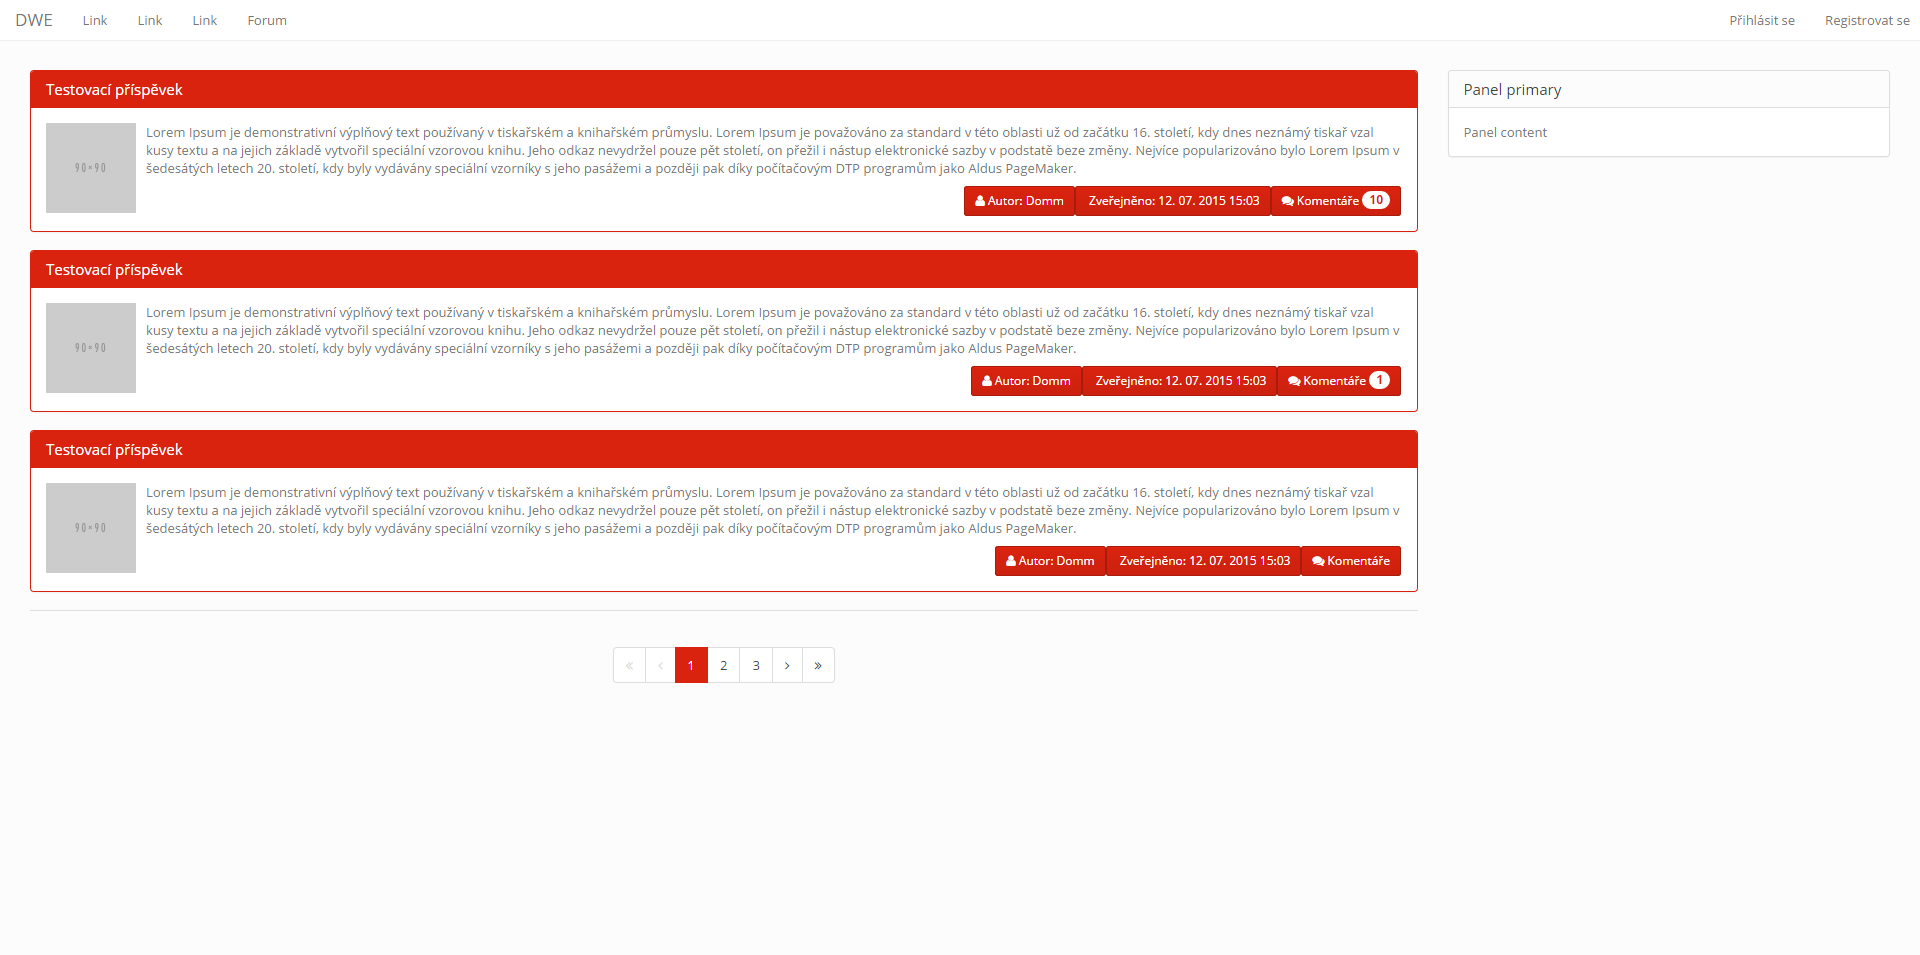 DWE Link Link Link Forum Přihlásit se Registrovat se
Testovací příspěvek
90×90
Lorem Ipsum je demonstrativní výplňový text používaný v tiskařském a knihařském průmyslu. Lorem Ipsum je považováno za standard v této oblasti už od začátku 16. století, kdy dnes neznámý tiskař vzal
kusy textu a na jejich základě vytvořil speciální vzorovou knihu. Jeho odkaz nevydržel pouze pět století, on přežil i nástup elektronické sazby v podstatě beze změny. Nejvíce popularizováno bylo Lorem Ipsum v
šedesátých letech 20. století, kdy byly vydávány speciální vzorníky s jeho pasážemi a později pak díky počítačovým DTP programům jako Aldus PageMaker.
Autor: Domm Zveřejněno: 12. 07. 2015 15:03 Komentáře 10
Testovací příspěvek
90×90
Lorem Ipsum je demonstrativní výplňový text používaný v tiskařském a knihařském průmyslu. Lorem Ipsum je považováno za standard v této oblasti už od začátku 16. století, kdy dnes neznámý tiskař vzal
kusy textu a na jejich základě vytvořil speciální vzorovou knihu. Jeho odkaz nevydržel pouze pět století, on přežil i nástup elektronické sazby v podstatě beze změny. Nejvíce popularizováno bylo Lorem Ipsum v
šedesátých letech 20. století, kdy byly vydávány speciální vzorníky s jeho pasážemi a později pak díky počítačovým DTP programům jako Aldus PageMaker.
Autor: Domm Zveřejněno: 12. 07. 2015 15:03 Komentáře 1
Testovací příspěvek
90×90
Lorem Ipsum je demonstrativní výplňový text používaný v tiskařském a knihařském průmyslu. Lorem Ipsum je považováno za standard v této oblasti už od začátku 16. století, kdy dnes neznámý tiskař vzal
kusy textu a na jejich základě vytvořil speciální vzorovou knihu. Jeho odkaz nevydržel pouze pět století, on přežil i nástup elektronické sazby v podstatě beze změny. Nejvíce popularizováno bylo Lorem Ipsum v
šedesátých letech 20. století, kdy byly vydávány speciální vzorníky s jeho pasážemi a později pak díky počítačovým DTP programům jako Aldus PageMaker.
Autor: Domm Zveřejněno: 12. 07. 2015 15:03 Komentáře
« ‹ 1 2 3 › »
Panel primary
Panel content